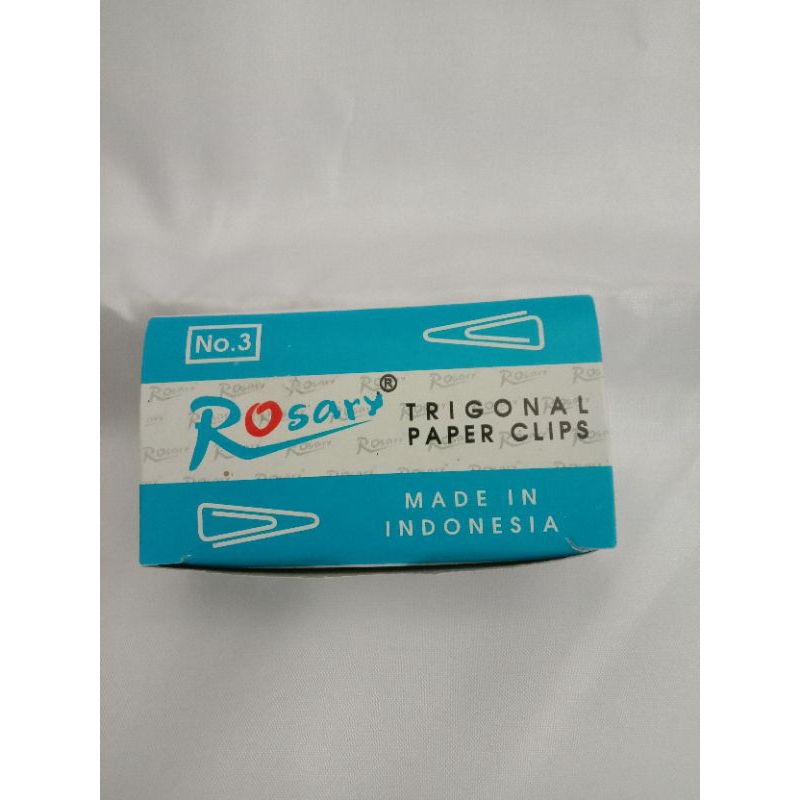 No.3
Rosary®
TRIGONAL
PAPER CLIPS
MADE IN
INDONESIA